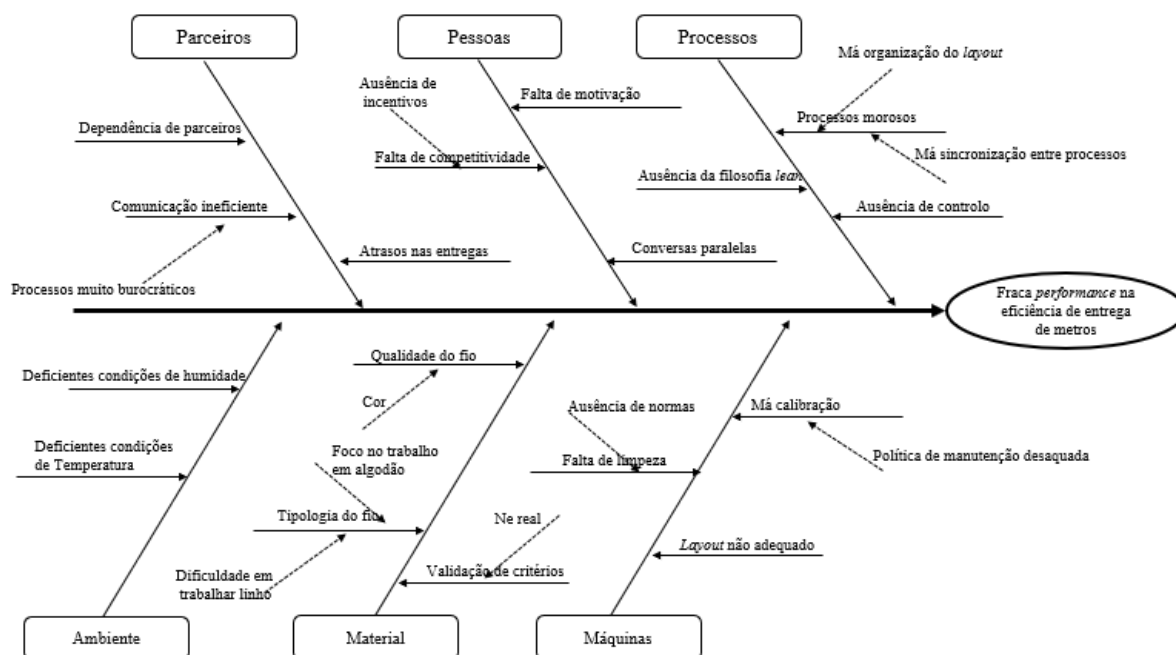 Parceiros
Pessoas
Processos
Má organização do layout
Ausência de
incentivos
Falta de motivação
Dependência de parceiros
Processos morosos
Falta de competitividade
Má sincronização entre processos
Ausência da filosofia lean
Comunicação ineficiente
Ausência de controlo
Atrasos nas entregas
Conversas paralelas
Processos muito burocráticos
Fraca performance na
eficiência de entrega
de metros
Qualidade do fio
Deficientes condições de humidade
Cor
Ausência de normas
Má calibração
Deficientes condições
de Temperatura
Foco no trabalho
em algodão
Falta de limpeza
Política de manutenção desaquada
Tipologia do fio
Ne real
Layout não adequado
Dificuldade em
trabalhar linho
Validação de critérios
Ambiente
Material
Máquinas